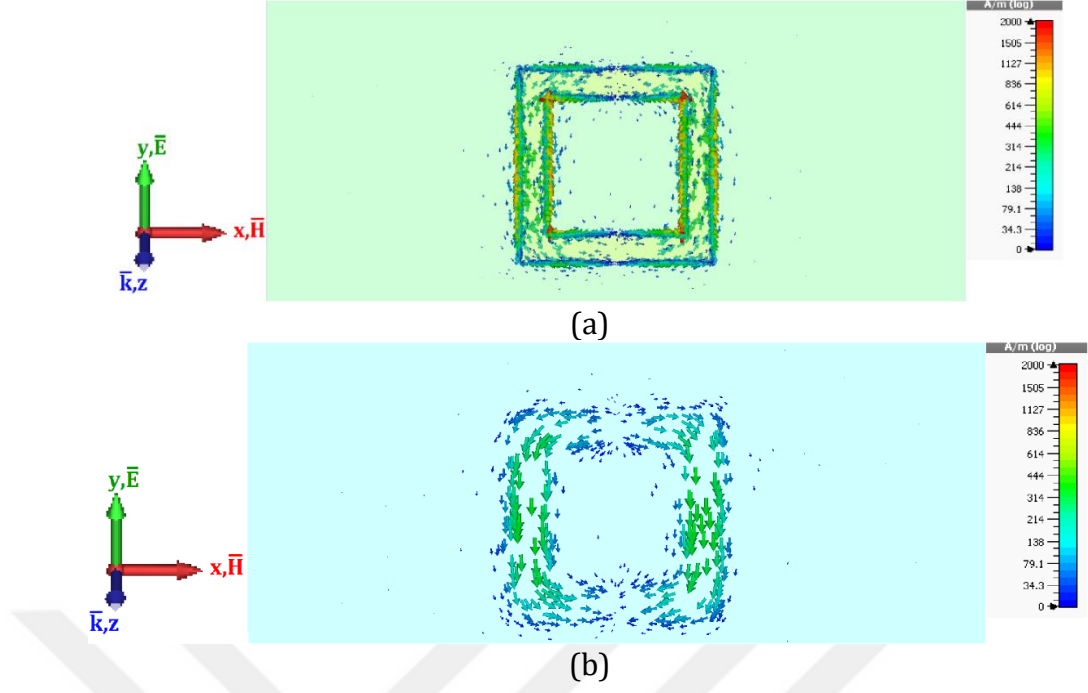 A/m (log)
2000
1505
1127
836
614
444
314
214
138
79.1
34.3
0
y,E̅
x,H̅
k̅,z
(a)
A/m (log)
2000
1505
1127
836
614
444
314
214
138
79.1
34.3
0
y,E̅
x,H̅
k̅,z
(b)